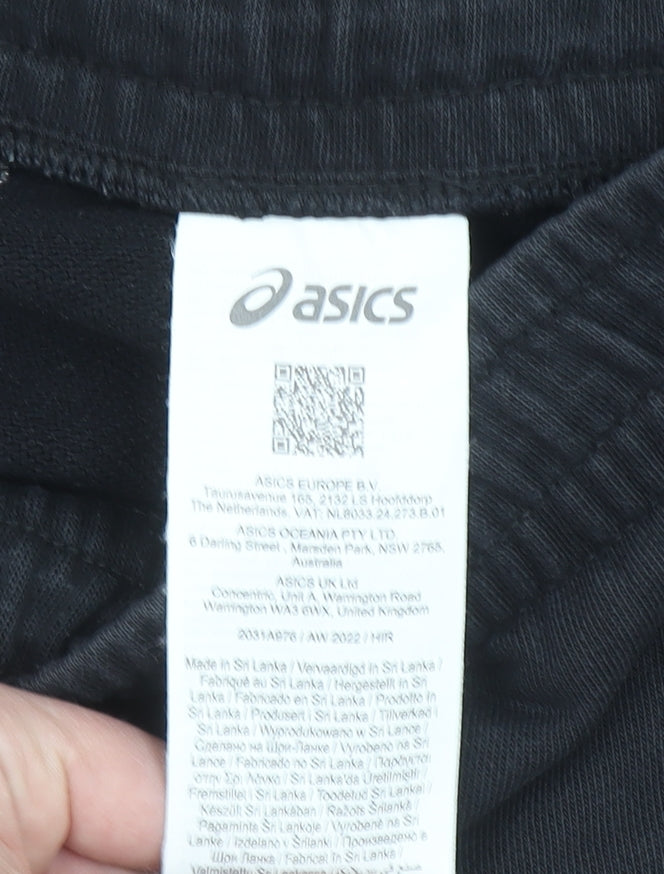 asics
ASICS EUROPE B.V.
Taurusavenue 165, 2132 LS Hoofddorp
The Netherlands. VAT: NL8033.24.273.B.01
ASICS OCEANIA PTY LTD
6 Darling Street, Marsden Park, NSW 2765,
Australia
ASICS UK Ltd
Concentric, Unit A, Warrington Road
Warrington WA3 6WX, United Kingdom
2031A976 / AW 2022 / HIR
Made in Sri Lanka / Vervaardigd in Sri Lanka /
Fabriqué au Sri Lanka / Hergestellt in Sri
Lanka / Fabricado en Sri Lanka / Prodotto in
Sri Lanka / Produsert i Sri Lanka / Tillverkad i
Sri Lanka / Wyprodukowano w Sri Lance /
Сделано на Шри-Ланке / Vyrobeno na Srí
Lance / Fabricado no Sri Lanka / Παράγεται
στην Σρι Λάνκα / Sri Lanka'da Üretilmiştir /
Fremstillet i Sri Lanka / Toodetud Sri Lankal /
Készült Sri Lankában / Ražots Šrilankā /
Pagaminta Šri Lankoje / Vyrobené na Srí
Lanke / Izdelano v Šrilanki / Произведено в
Шри Ланка / Fabricat în Sri Lanka /
Valmistettu